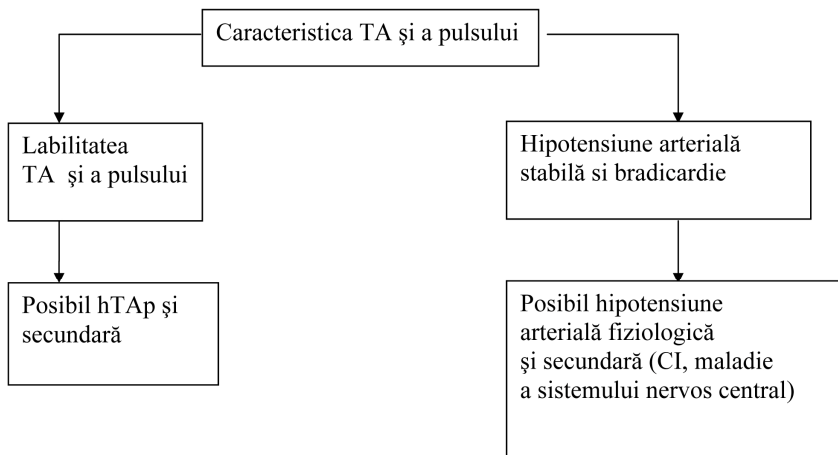 Caracteristica TA şi a pulsului
Labilitatea
TA şi a pulsului
Hipotensiune arterială
stabilă si bradicardie
Posibil hTAp şi
secundară
Posibil hipotensiune
arterială fiziologică
şi secundară (CI, maladie
a sistemului nervos central)